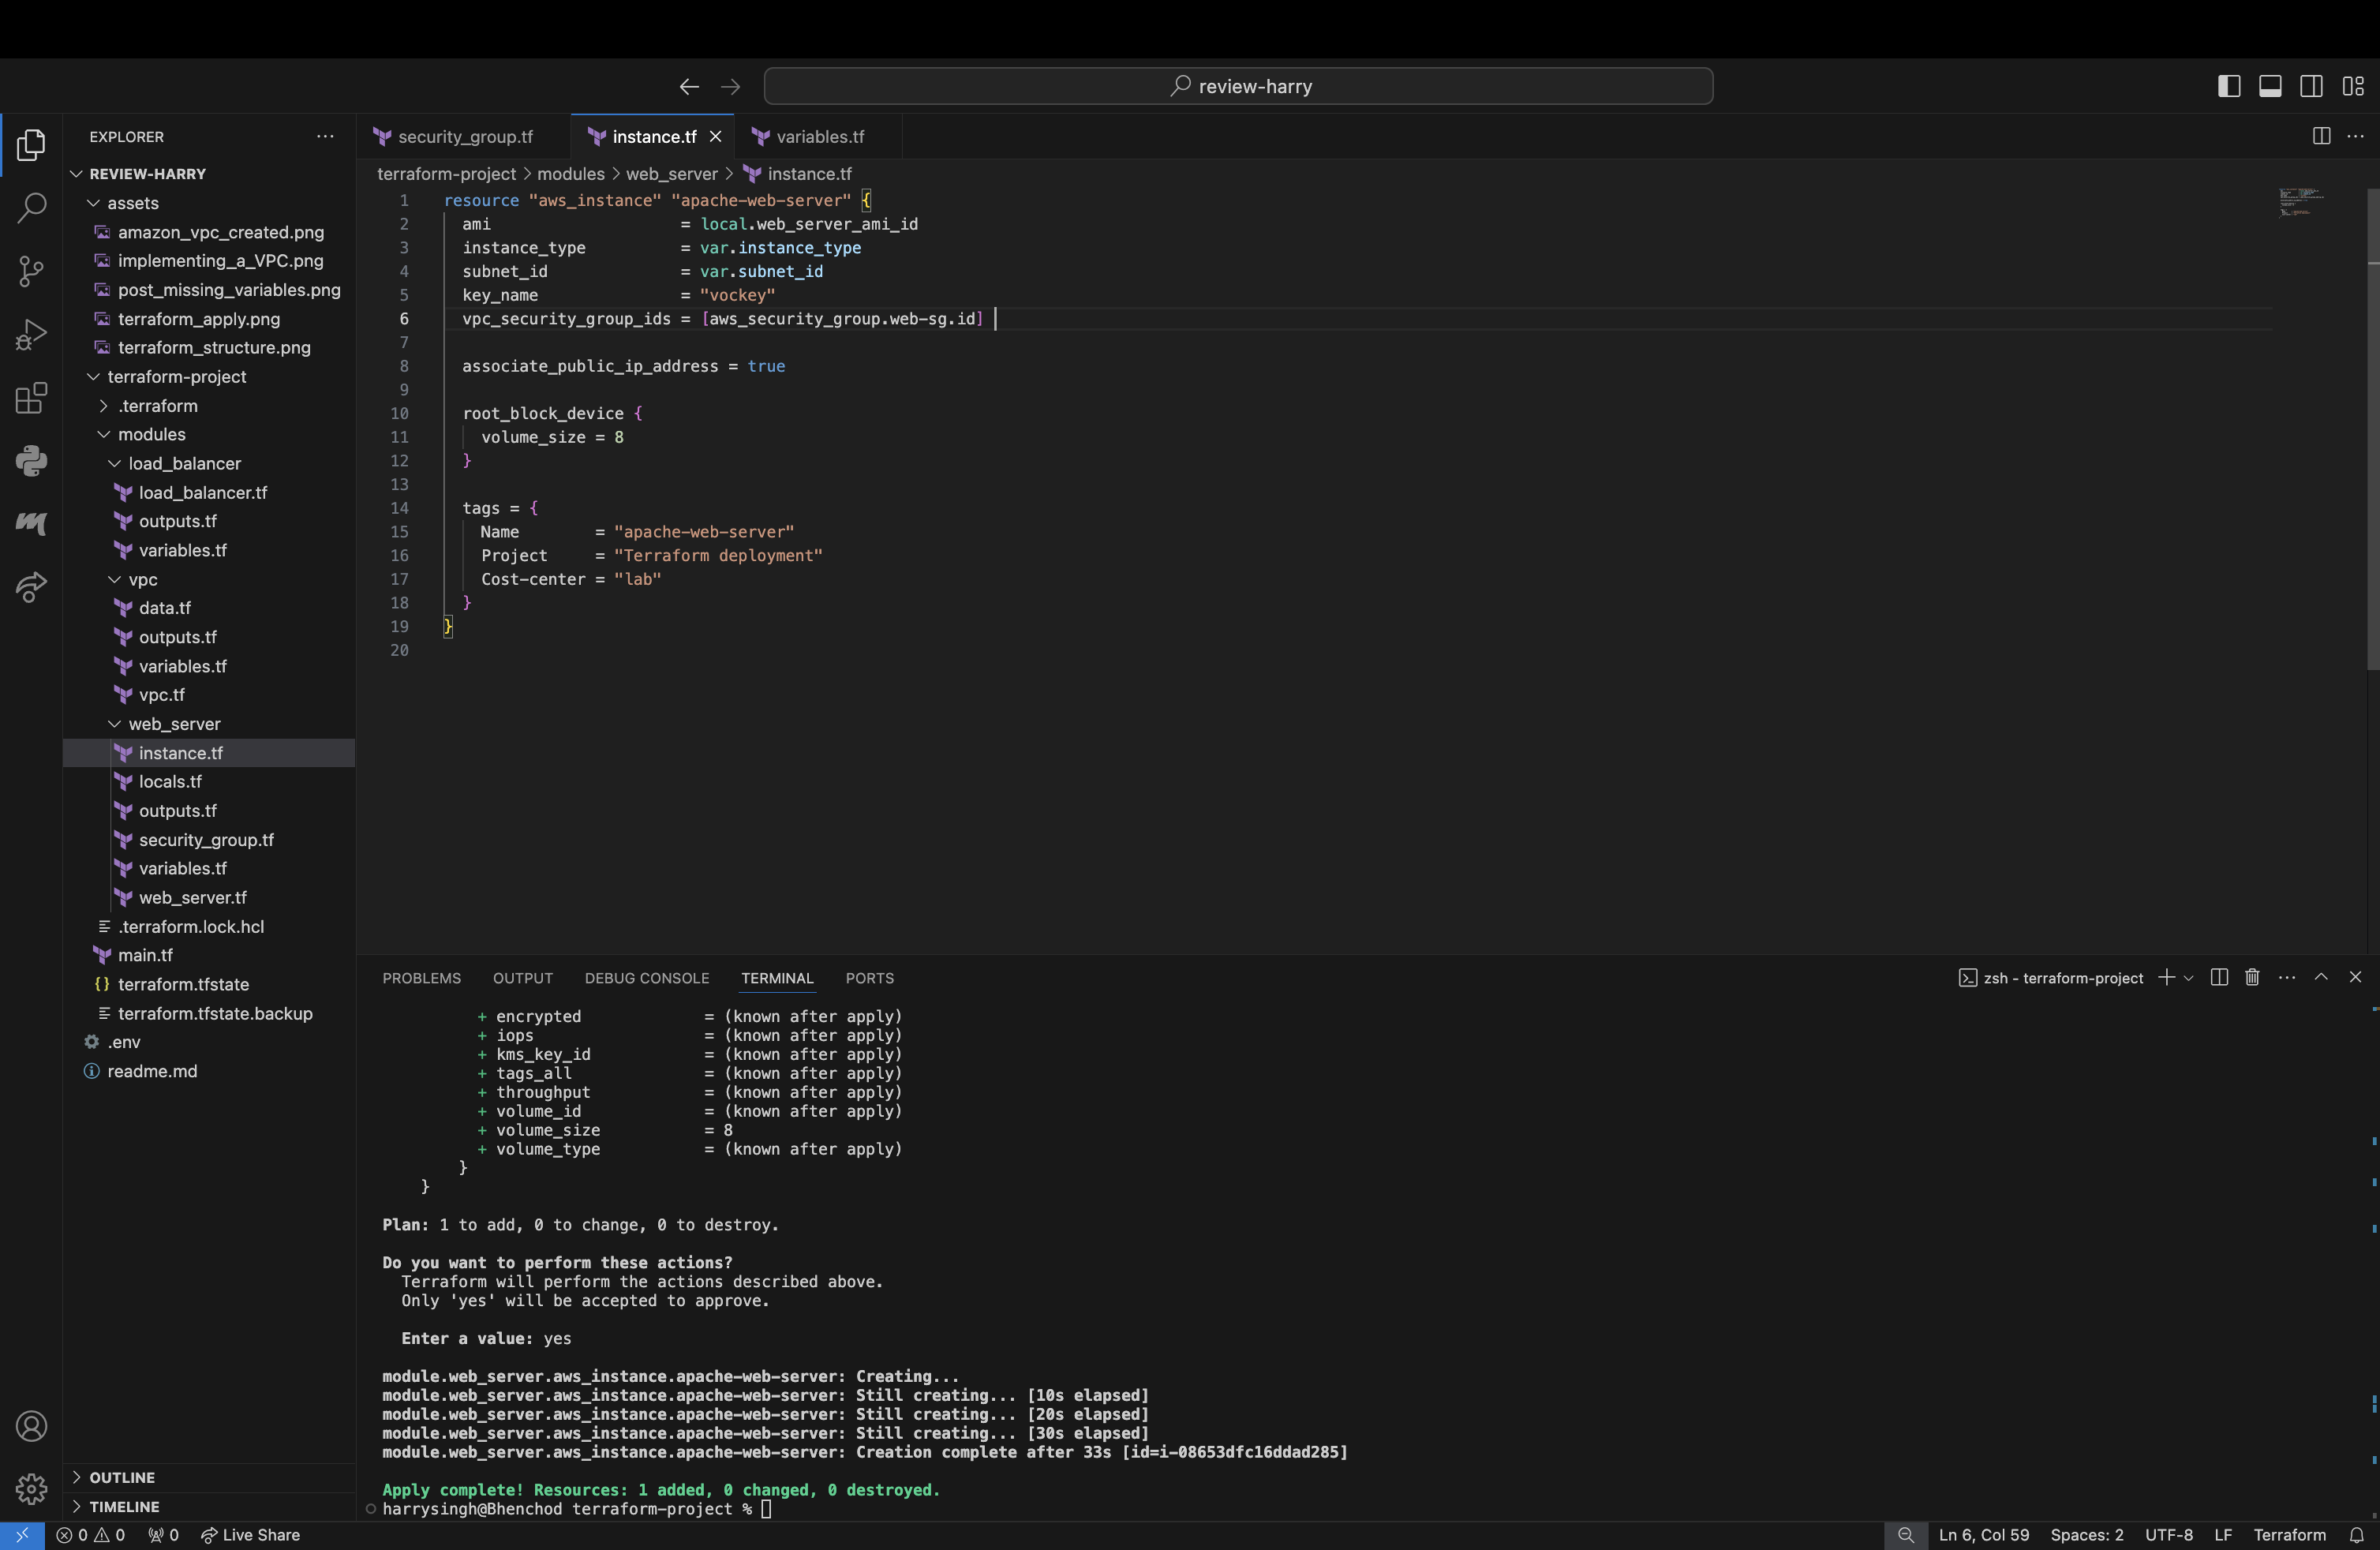 review-harry
EXPLORER
REVIEW-HARRY
assets
amazon_vpc_created.png
implementing_a_VPC.png
post_missing_variables.png
terraform_apply.png
terraform_structure.png
terraform-project
.terraform
modules
load_balancer
load_balancer.tf
outputs.tf
variables.tf
vpc
data.tf
outputs.tf
variables.tf
vpc.tf
web_server
instance.tf
locals.tf
outputs.tf
security_group.tf
variables.tf
web_server.tf
.terraform.lock.hcl
main.tf
terraform.tfstate
terraform.tfstate.backup
.env
readme.md
OUTLINE
TIMELINE
security_group.tf instance.tf variables.tf
terraform-project > modules > web_server > instance.tf
1 resource "aws_instance" "apache-web-server" {
2 ami = local.web_server_ami_id
3 instance_type = var.instance_type
4 subnet_id = var.subnet_id
5 key_name = "vockey"
6 vpc_security_group_ids = [aws_security_group.web-sg.id]
7
8 associate_public_ip_address = true
9
10 root_block_device {
11 volume_size = 8
12 }
13
14 tags = {
15 Name = "apache-web-server"
16 Project = "Terraform deployment"
17 Cost-center = "lab"
18 }
19 }
20
PROBLEMS OUTPUT DEBUG CONSOLE TERMINAL PORTS
zsh - terraform-project
+ encrypted = (known after apply)
+ iops = (known after apply)
+ kms_key_id = (known after apply)
+ tags_all = (known after apply)
+ throughput = (known after apply)
+ volume_id = (known after apply)
+ volume_size = 8
+ volume_type = (known after apply)
}
}
Plan: 1 to add, 0 to change, 0 to destroy.
Do you want to perform these actions?
Terraform will perform the actions described above.
Only 'yes' will be accepted to approve.
Enter a value: yes
module.web_server.aws_instance.apache-web-server: Creating...
module.web_server.aws_instance.apache-web-server: Still creating... [10s elapsed]
module.web_server.aws_instance.apache-web-server: Still creating... [20s elapsed]
module.web_server.aws_instance.apache-web-server: Still creating... [30s elapsed]
module.web_server.aws_instance.apache-web-server: Creation complete after 33s [id=i-08653dfc16ddad285]
Apply complete! Resources: 1 added, 0 changed, 0 destroyed.
harrysingh@Bhenchod terraform-project %
0 0 0 Live Share
Ln 6, Col 59 Spaces: 2 UTF-8 LF Terraform